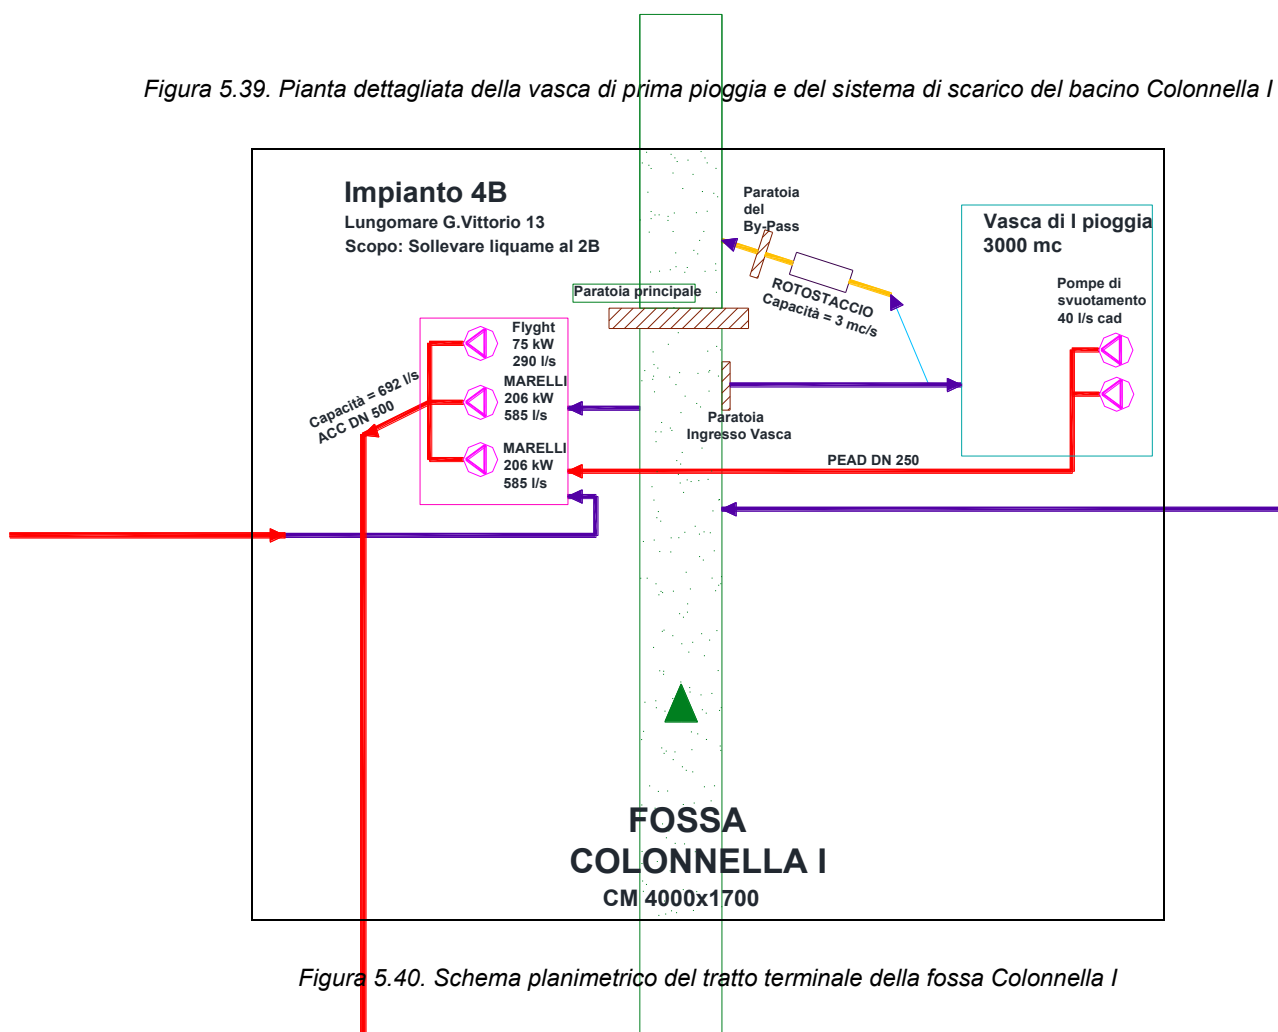 Figura 5.39. Pianta dettagliata della vasca di prima pioggia e del sistema di scarico del bacino Colonnella I
Impianto 4B
Lungomare G.Vittorio 13
Scopo: Sollevare liquame al 2B
Paratoia
del
By-Pass
Vasca di I pioggia
3000 mc
Paratoia principale
ROTOSTACCIO
Capacità = 3 mc/s
Pompe di
svuotamento
40 l/s cad
Flyght
75 kW
290 l/s
MARELLI
206 kW
585 l/s
MARELLI
206 kW
585 l/s
Capacità = 692 l/s
ACC DN 500
Paratoia
Ingresso Vasca
PEAD DN 250
FOSSA
COLONNELLA I
CM 4000x1700
Figura 5.40. Schema planimetrico del tratto terminale della fossa Colonnella I